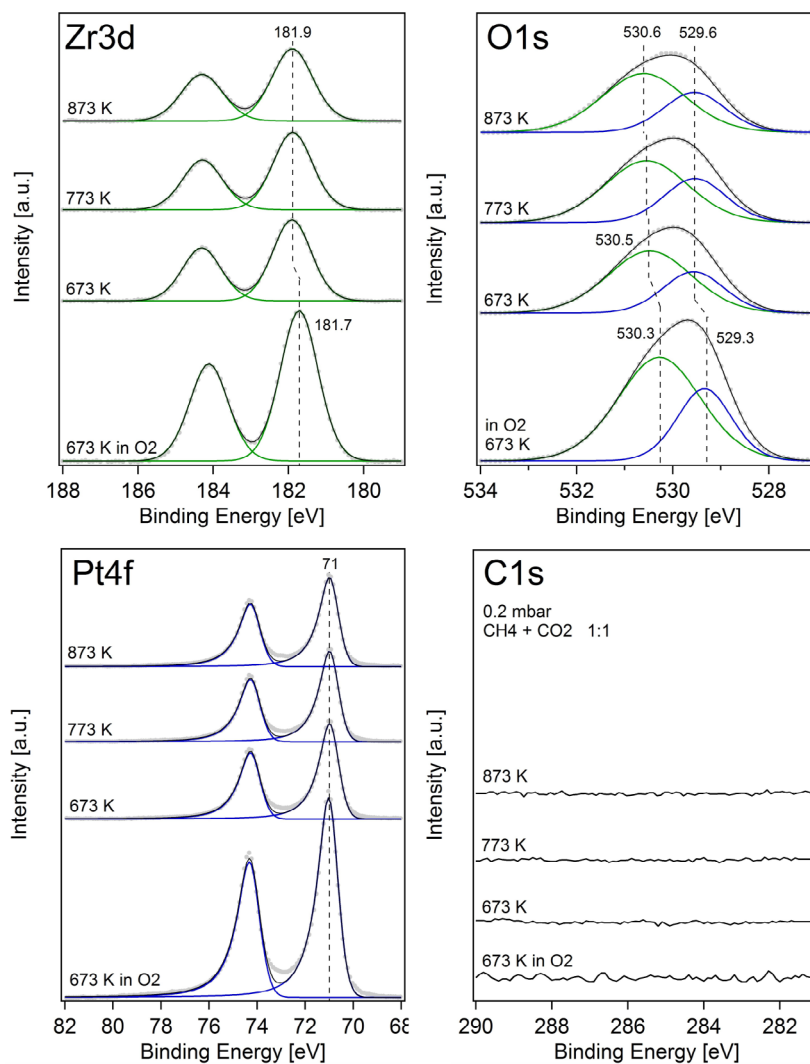 Zr3d
181.9
873 K
773 K
673 K
181.7
673 K in O2
188
186
184
182
180
Binding Energy [eV]
Intensity [a.u.]
O1s
530.6
529.6
873 K
773 K
530.5
673 K
530.3
529.3
in O2
673 K
534
532
530
528
Binding Energy [eV]
Intensity [a.u.]
Pt4f
71
873 K
773 K
673 K
673 K in O2
82
80
78
76
74
72
70
68
Binding Energy [eV]
Intensity [a.u.]
C1s
0.2 mbar
CH4 + CO2 1:1
873 K
773 K
673 K
673 K in O2
290
288
286
284
282
Binding Energy [eV]
Intensity [a.u.]